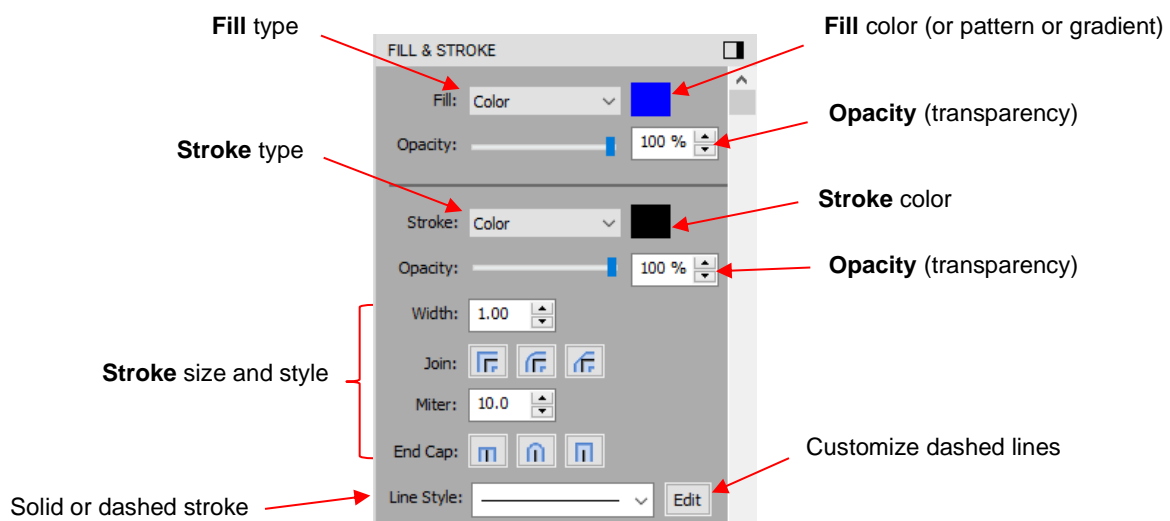 Fill type
Fill color (or pattern or gradient)
FILL & STROKE
Fill: Color
Opacity: 100 %
Opacity (transparency)
Stroke type
Stroke: Color
Stroke color
Opacity: 100 %
Opacity (transparency)
Width: 1.00
Join:
Stroke size and style
Miter: 10.0
End Cap:
Customize dashed lines
Line Style: Edit
Solid or dashed stroke